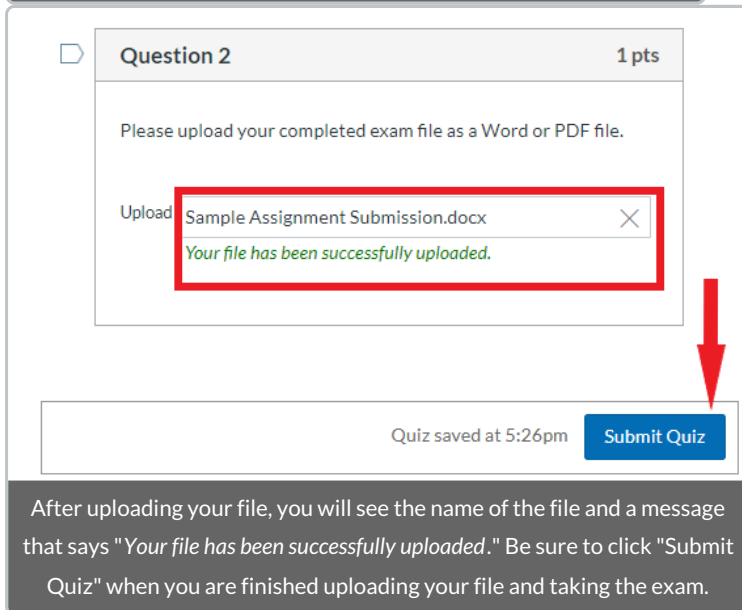 Question 2 1 pts
Please upload your completed exam file as a Word or PDF file.
Upload Sample Assignment Submission.docx
Your file has been successfully uploaded.
Quiz saved at 5:26pm Submit Quiz
After uploading your file, you will see the name of the file and a message
that says "Your file has been successfully uploaded." Be sure to click "Submit
Quiz" when you are finished uploading your file and taking the exam.